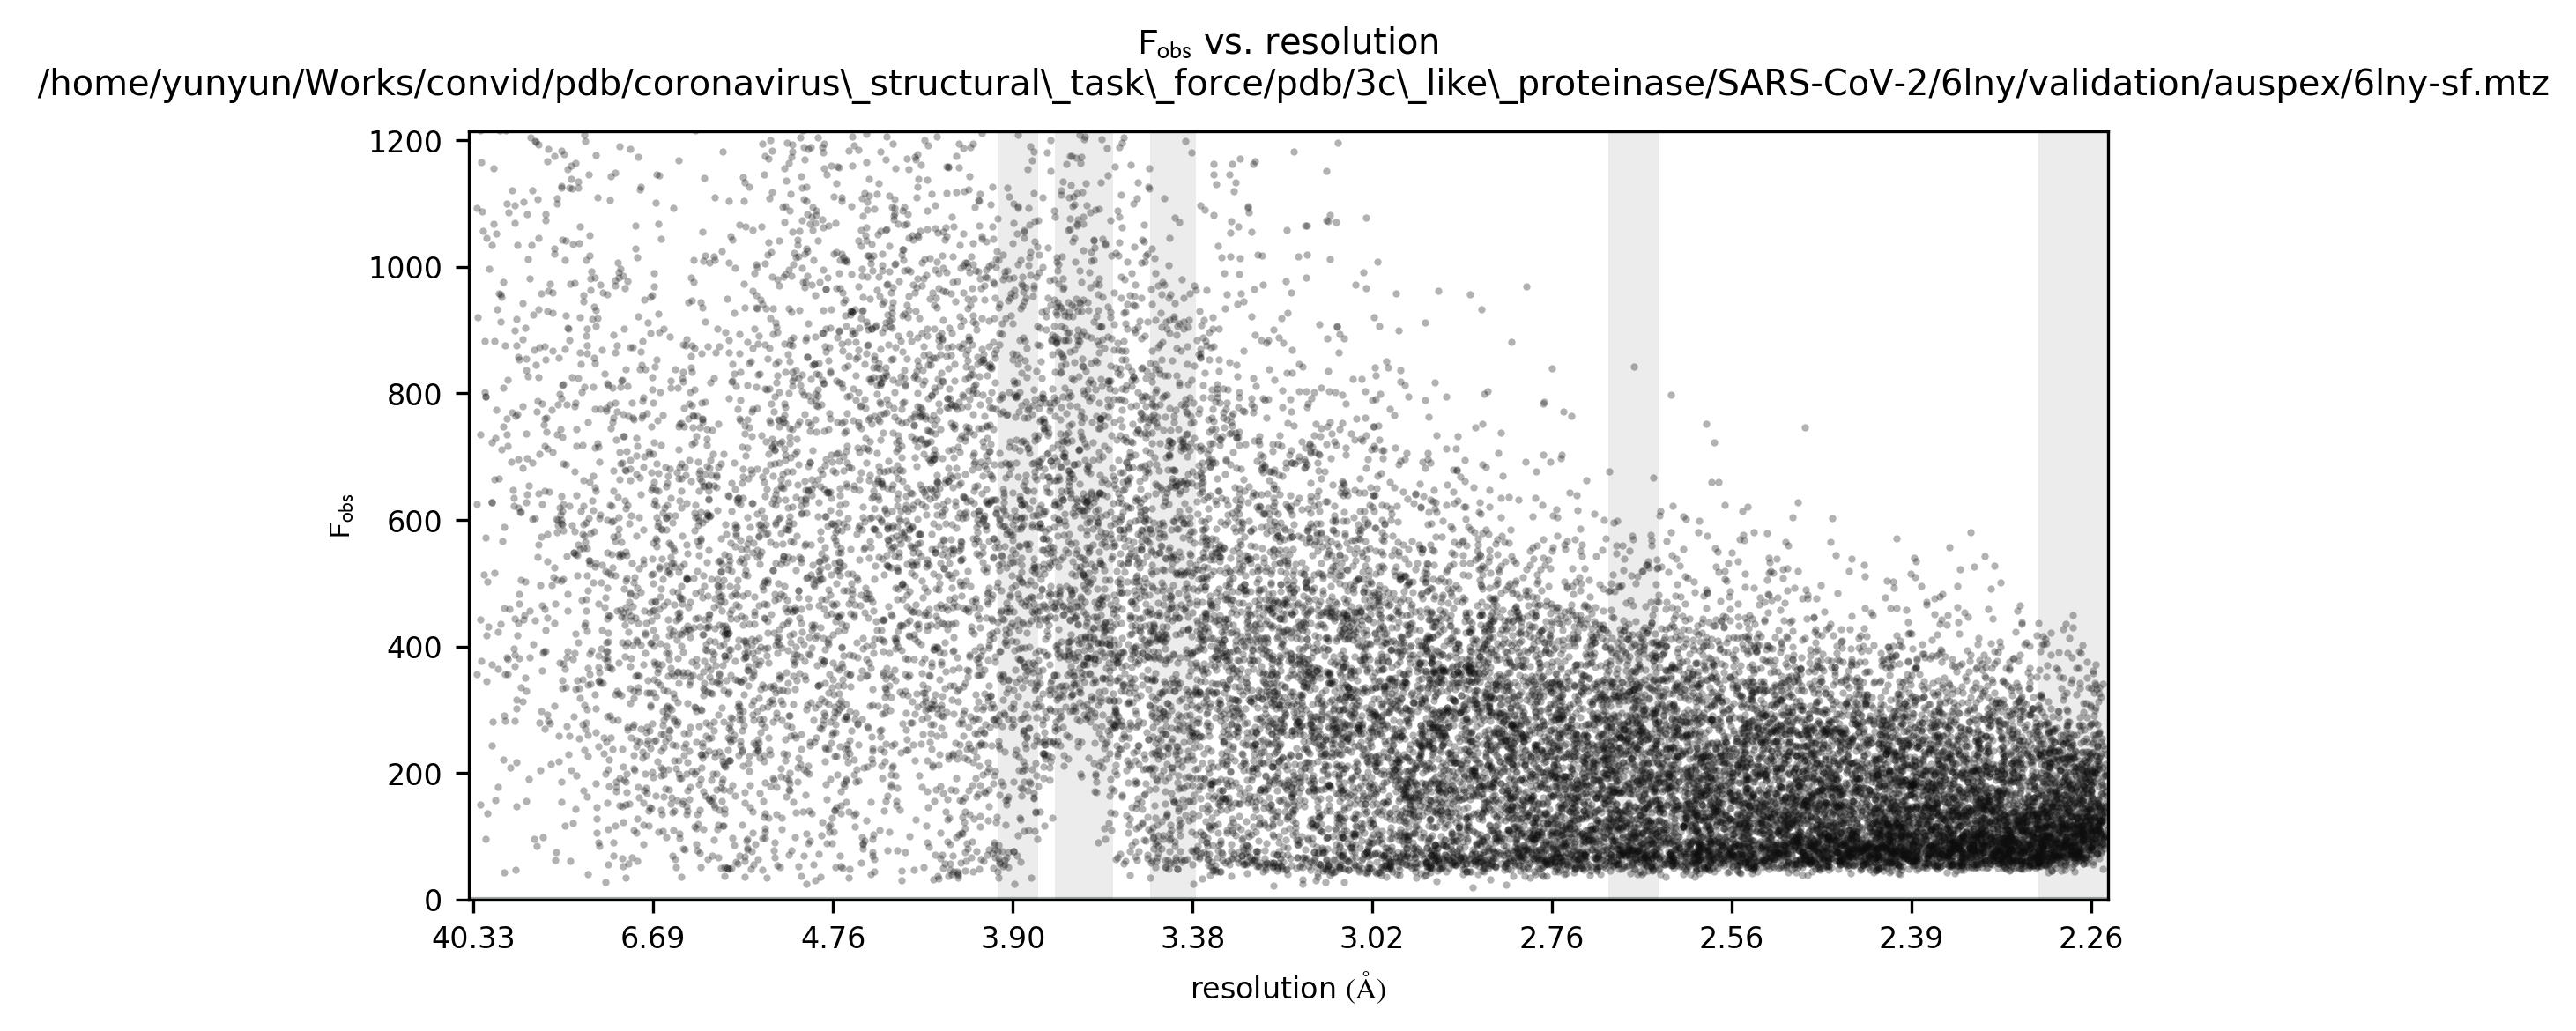 F_obs vs. resolution
/home/yunyun/Works/convid/pdb/coronavirus\_structural\_task\_force/pdb/3c\_like\_proteinase/SARS-CoV-2/6lny/validation/auspex/6lny-sf.mtz
1200
1000
800
600
400
200
0
F_obs
40.33 6.69 4.76 3.90 3.38 3.02 2.76 2.56 2.39 2.26
resolution (Å)